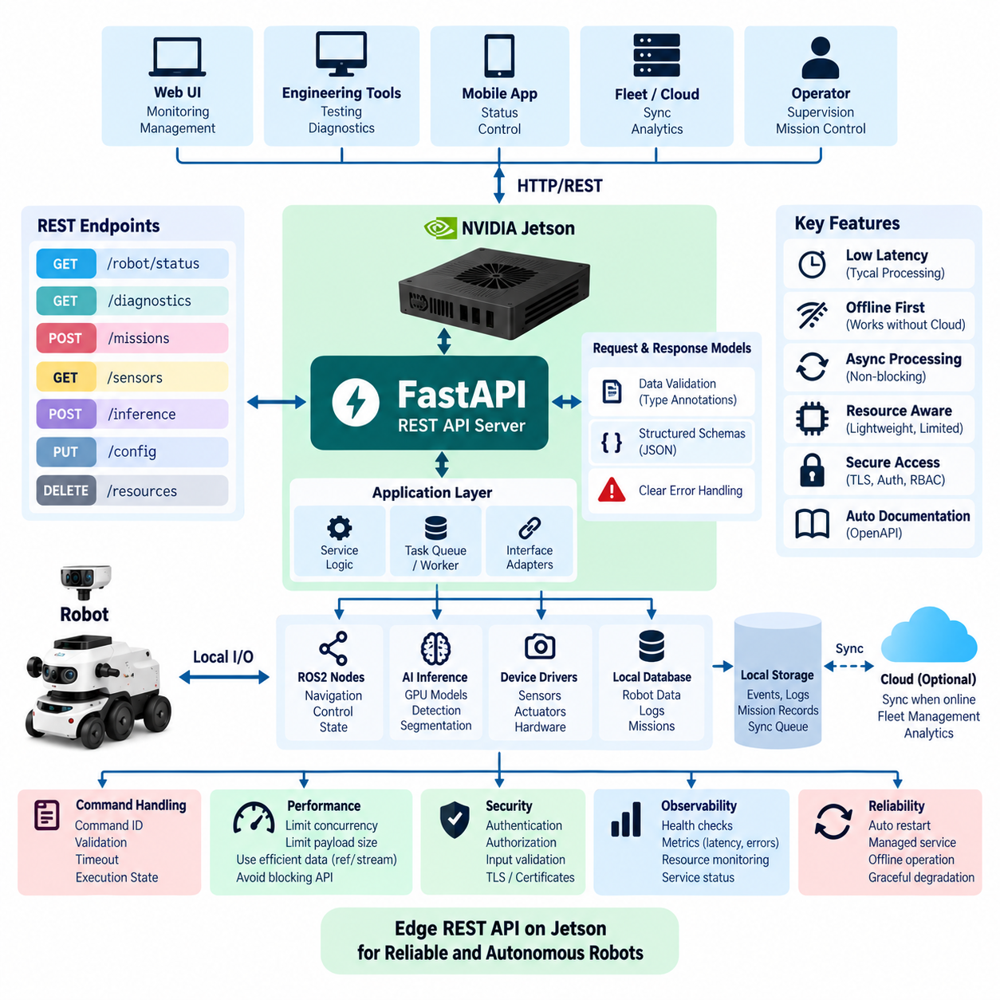 Web UI
Monitoring
Management
Engineering Tools
Testing
Diagnostics
Mobile App
Status
Control
Fleet / Cloud
Sync
Analytics
Operator
Supervision
Mission Control
HTTP/REST
REST Endpoints
GET /robot/status
GET /diagnostics
POST /missions
GET /sensors
POST /inference
PUT /config
DELETE /resources
NVIDIA Jetson
FastAPI
REST API Server
Request & Response Models
Data Validation
(Type Annotations)
Structured Schemas
{ } (JSON)
Clear Error Handling
Application Layer
Service
Logic
Task Queue
/ Worker
Interface
Adapters
Key Features
Low Latency
(Tycal Processing)
Offline First
(Works without Cloud)
Async Processing
(Non-blocking)
Resource Aware
(Lightweight, Limited)
Secure Access
(TLS, Auth, RBAC)
Auto Documentation
(OpenAPI)
Robot
Local I/O
ROS2 Nodes
Navigation
Control
State
AI Inference
GPU Models
Detection
Segmentation
Device Drivers
Sensors
Actuators
Hardware
Local Database
Robot Data
Logs
Missions
Local Storage
Events, Logs
Mission Records
Sync Queue
Sync
Cloud (Optional)
Sync when online
Fleet Management
Analytics
Command Handling
Command ID
Validation
Timeout
Execution State
Performance
Limit concurrency
Limit payload size
Use efficient data (ref/stream)
Avoid blocking API
Security
Authentication
Authorization
Input validation
TLS / Certificates
Observability
Health checks
Metrics (latency, errors)
Resource monitoring
Service status
Reliability
Auto restart
Managed service
Offline operation
Graceful degradation
Edge REST API on Jetson
for Reliable and Autonomous Robots